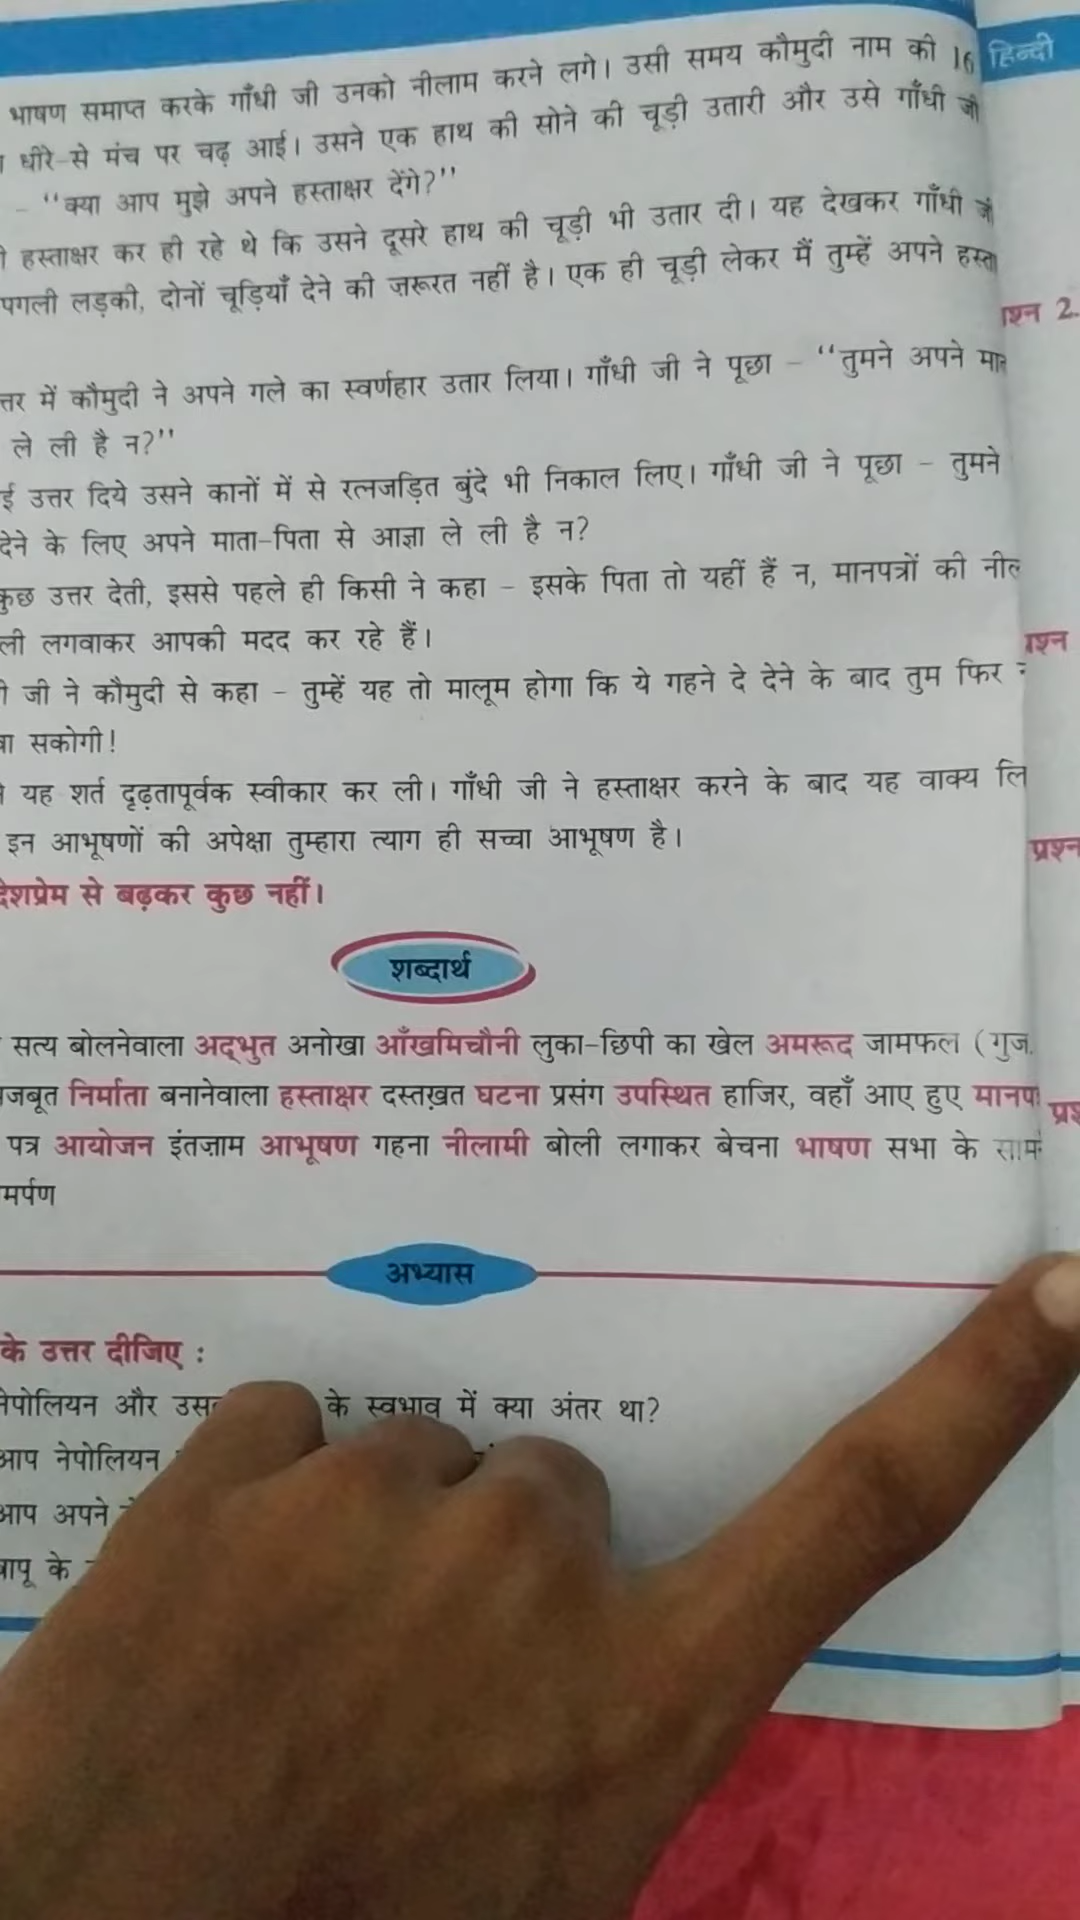 भाषण समाप्त करके गाँधी जी उनको नीलाम करने लगे। उसी समय कौमुदी नाम की
धीरे-से मंच पर चढ़ आई। उसने एक हाथ की सोने की चूड़ी उतारी और उसे गाँधी जी
– ‘‘क्या आप मुझे अपने हस्ताक्षर देंगे?’’
हस्ताक्षर कर ही रहे थे कि उसने दूसरे हाथ की चूड़ी भी उतार दी। यह देखकर गाँधी
पगली लड़की, दोनों चूड़ियाँ देने की ज़रूरत नहीं है। एक ही चूड़ी लेकर मैं तुम्हें अपने
में कौमुदी ने अपने गले का स्वर्णहार उतार लिया। गाँधी जी ने पूछा – ‘‘तुमने अपने
ले ली है न?’’
उत्तर दिये उसने कानों में से रत्नजड़ित बुंदे भी निकाल लिए। गाँधी जी ने पूछा – तुमने
देने के लिए अपने माता-पिता से आज्ञा ले ली है न?
कुछ उत्तर देती, इससे पहले ही किसी ने कहा – इसके पिता तो यहीं हैं न, मानपत्रों की
लगवाकर आपकी मदद कर रहे हैं।
जी ने कौमुदी से कहा – तुम्हें यह तो मालूम होगा कि ये गहने दे देने के बाद तुम फिर
सकोगी!
यह शर्त दृढ़तापूर्वक स्वीकार कर ली। गाँधी जी ने हस्ताक्षर करने के बाद यह वाक्य
इन आभूषणों की अपेक्षा तुम्हारा त्याग ही सच्चा आभूषण है।
देशप्रेम से बढ़कर कुछ नहीं।
शब्दार्थ
सत्य बोलनेवाला अद्भुत अनोखा आँखमिचौनी लुका-छिपी का खेल अमरूद जामफल (गुज.
निर्माता बनानेवाला हस्ताक्षर दस्तख़त घटना प्रसंग उपस्थित हाजिर, वहाँ आए हुए
पत्र आयोजन इंतज़ाम आभूषण गहना नीलामी बोली लगाकर बेचना भाषण सभा के
अभ्यास
के उत्तर दीजिए :
नेपोलियन और के स्वभाव में क्या अंतर था?
आप नेपोलियन
आप अपने
बापू के
16 हिन्दी
2.
प्रश्न